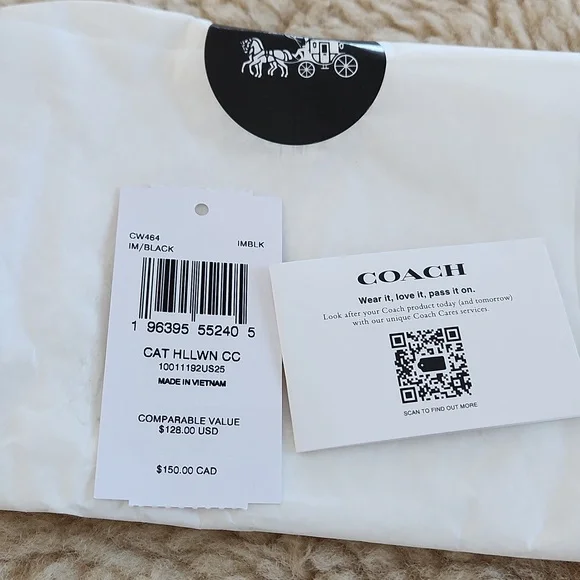 CW464
IM/BLACK IMBLK
1 96395 55240 5
CAT HLLWN CC
10011192US25
MADE IN VIETNAM
COMPARABLE VALUE
$128.00 USD
$150.00 CAD
COACH
Wear it, love it, pass it on.
Look after your Coach product today (and tomorrow)
with our unique Coach Cares services.
SCAN TO FIND OUT MORE